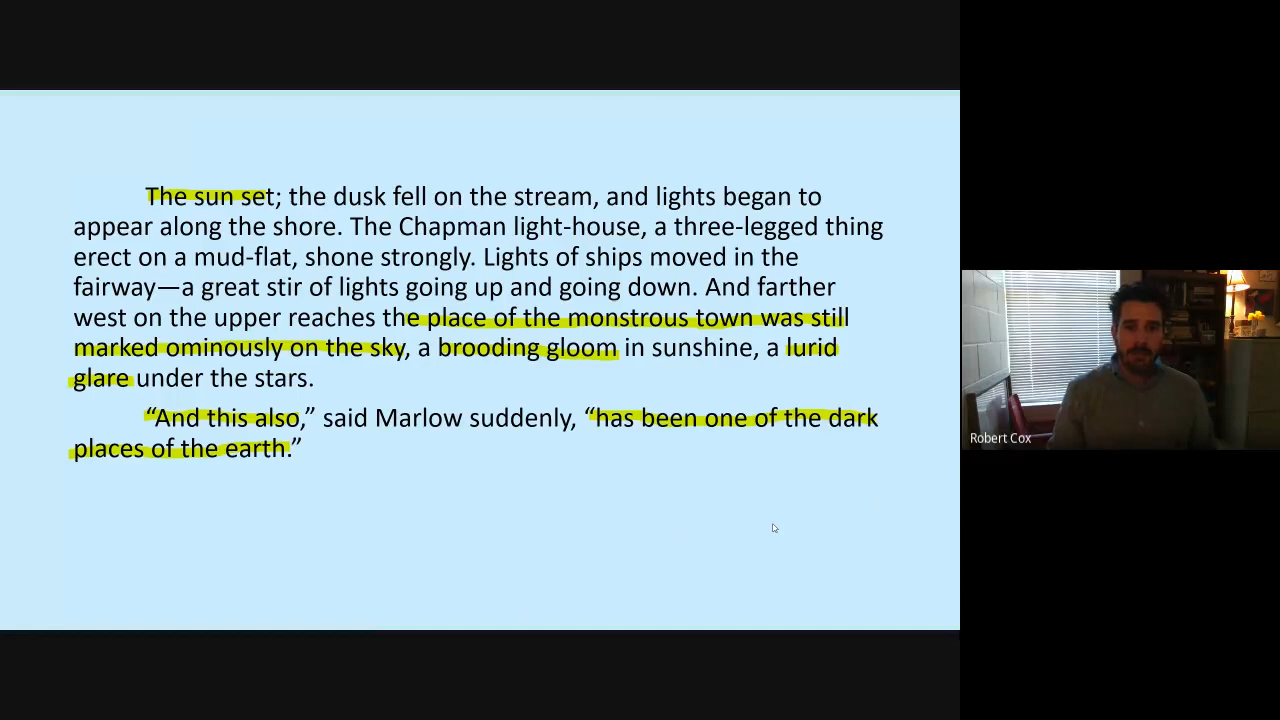 The sun set; the dusk fell on the stream, and lights began to
appear along the shore. The Chapman light-house, a three-legged thing
erect on a mud-flat, shone strongly. Lights of ships moved in the
fairway—a great stir of lights going up and going down. And farther
west on the upper reaches the place of the monstrous town was still
marked ominously on the sky, a brooding gloom in sunshine, a lurid
glare under the stars.
“And this also,” said Marlow suddenly, “has been one of the dark
places of the earth.”
Robert Cox